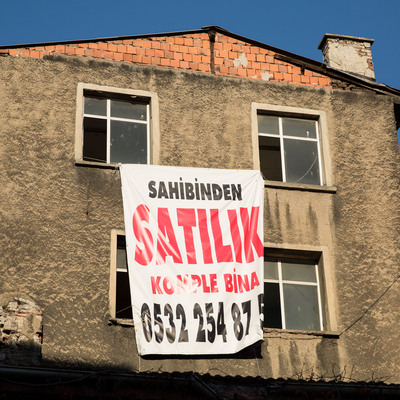 SAHİBİNDEN
SATILIK
KOMPLE BİNA
0532 254 87